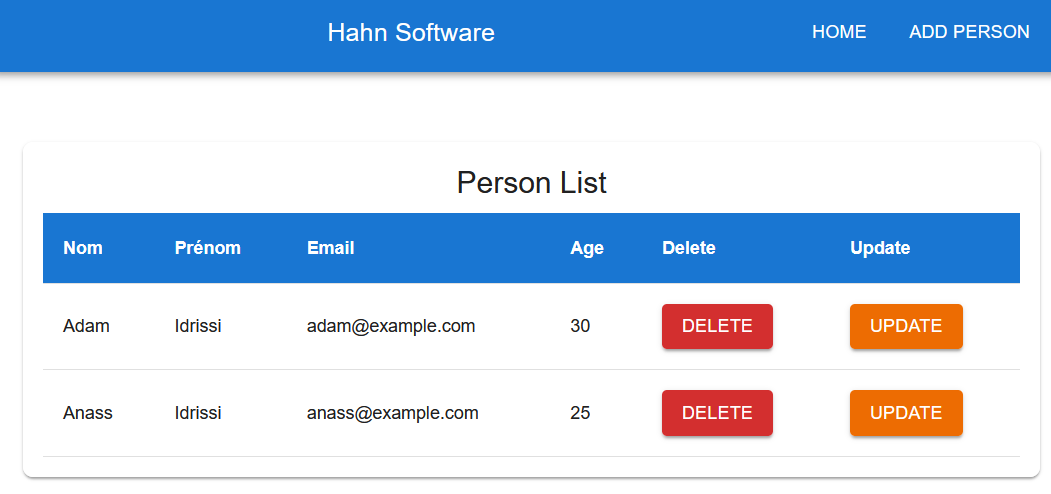 Hahn Software HOME ADD PERSON
Person List
Nom Prénom Email Age Delete Update
Adam Idrissi adam@example.com 30 DELETE UPDATE
Anass Idrissi anass@example.com 25 DELETE UPDATE